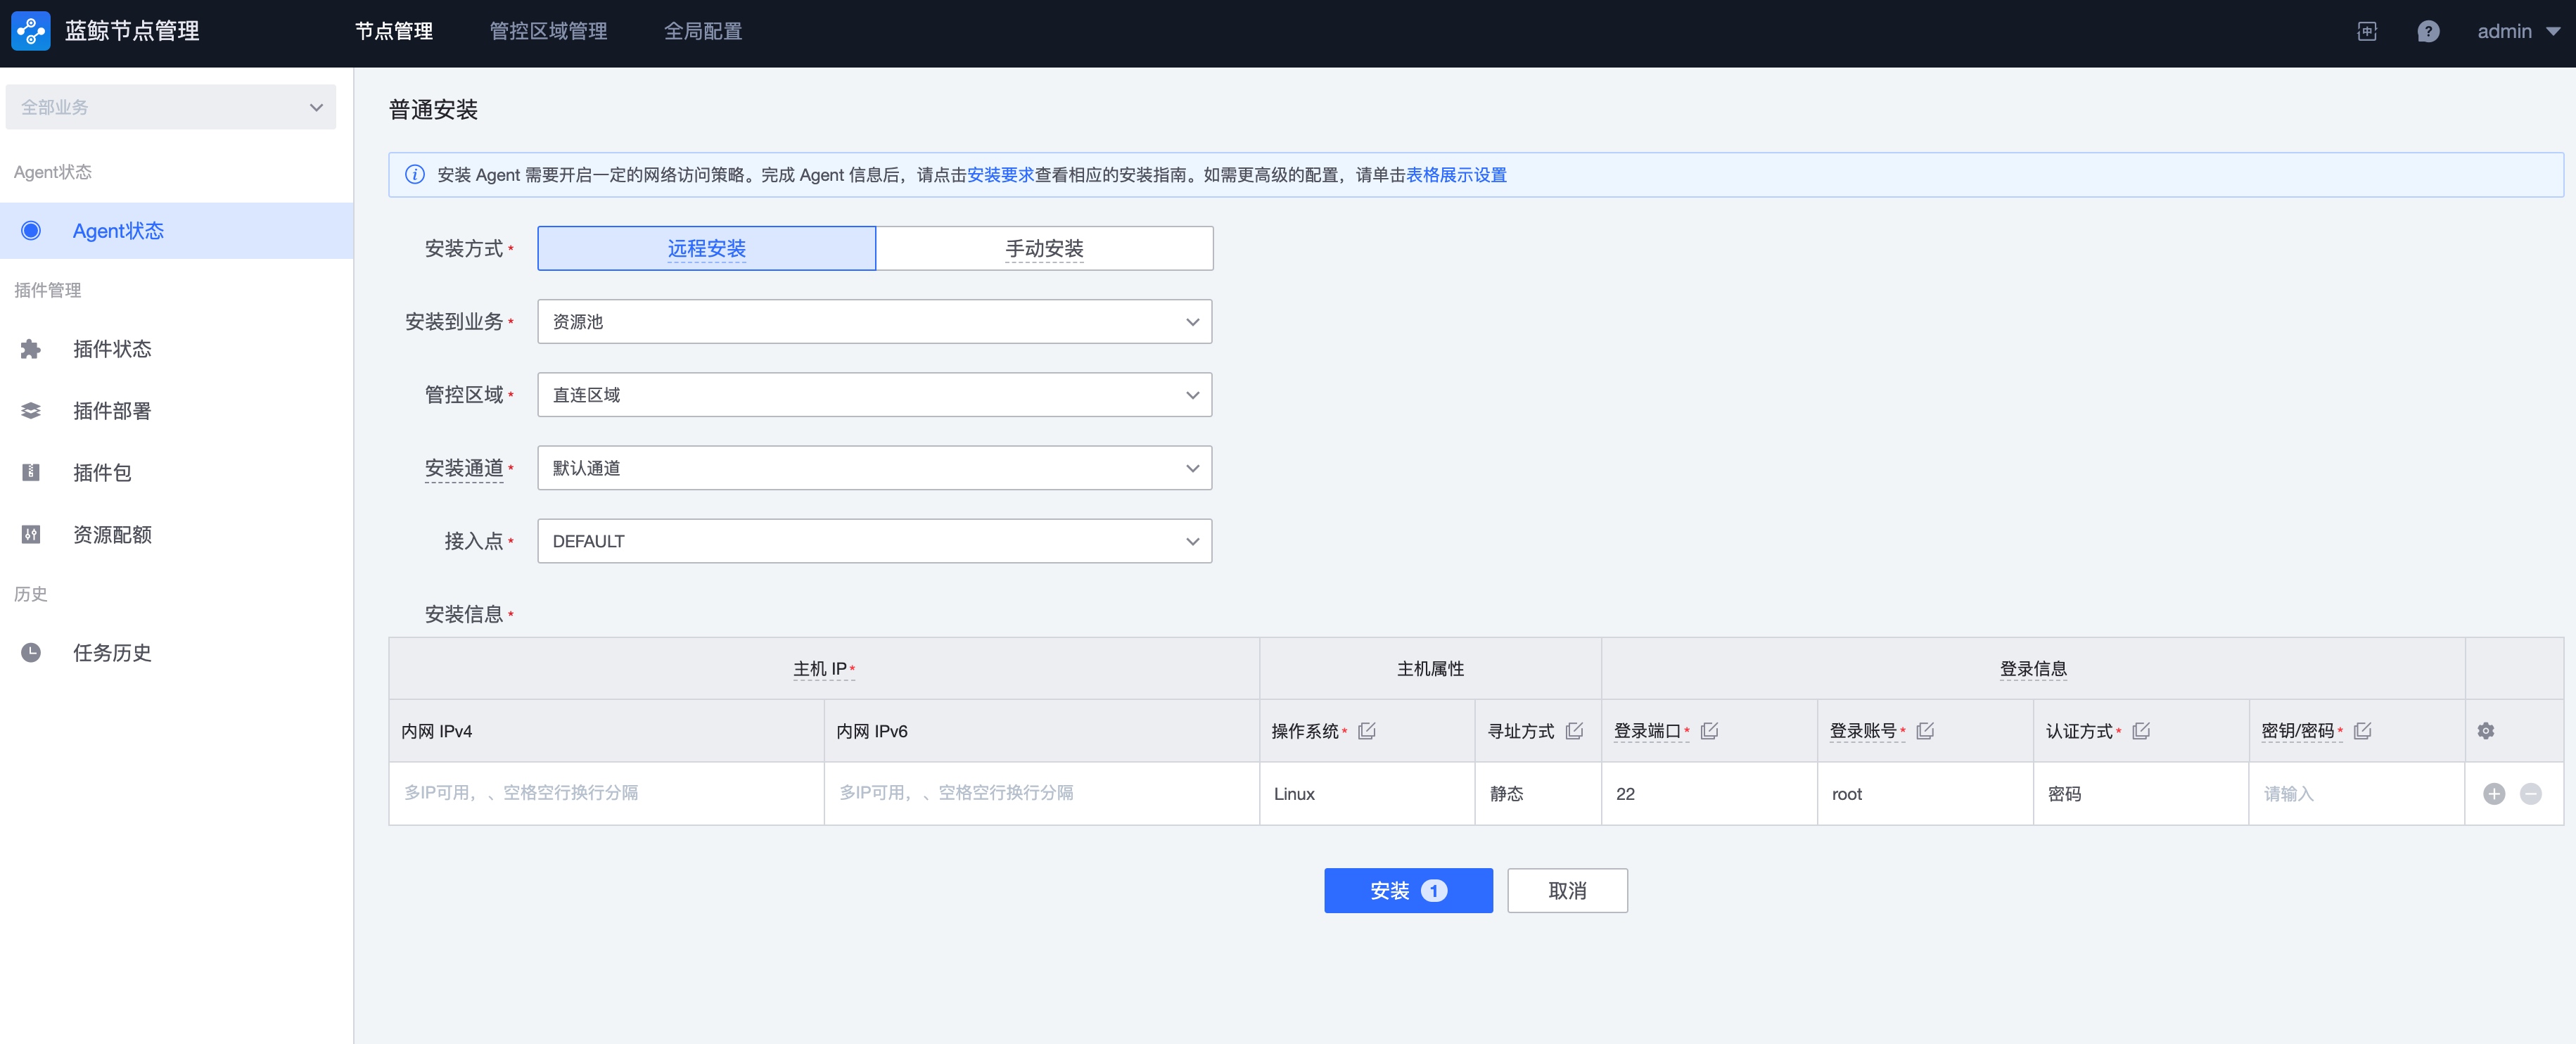 蓝鲸节点管理
节点管理 管控区域管理 全局配置
admin
全部业务
Agent状态
Agent状态
插件管理
插件状态
插件部署
插件包
资源配额
历史
任务历史
普通安装
安装 Agent 需要开启一定的网络访问策略。完成 Agent 信息后，请点击安装要求查看相应的安装指南。如需更高级的配置，请单击表格展示设置
安装方式* 远程安装 手动安装
安装到业务* 资源池
管控区域* 直连区域
安装通道* 默认通道
接入点* DEFAULT
安装信息*
主机 IP* 主机属性 登录信息
内网 IPv4 内网 IPv6 操作系统* 寻址方式 登录端口* 登录账号* 认证方式* 密钥/密码*
多IP可用，、空格空行换行分隔 多IP可用，、空格空行换行分隔 Linux 静态 22 root 密码 请输入
安装 1 取消